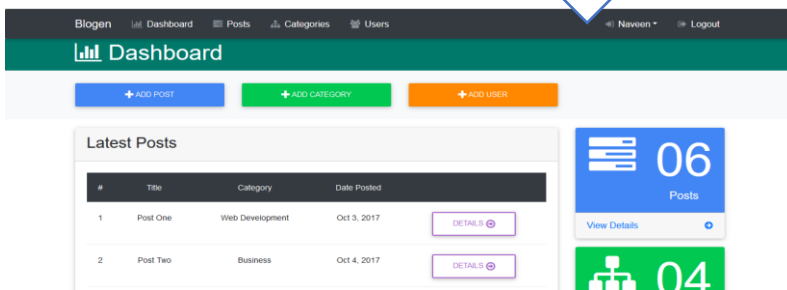 Blogen Dashboard Posts Categories Users Naveen Logout
Dashboard
ADD POST ADD CATEGORY ADD USER
Latest Posts
# Title Category Date Posted
1 Post One Web Development Oct 3, 2017 DETAILS
2 Post Two Business Oct 4, 2017 DETAILS
06
Posts
View Details
04